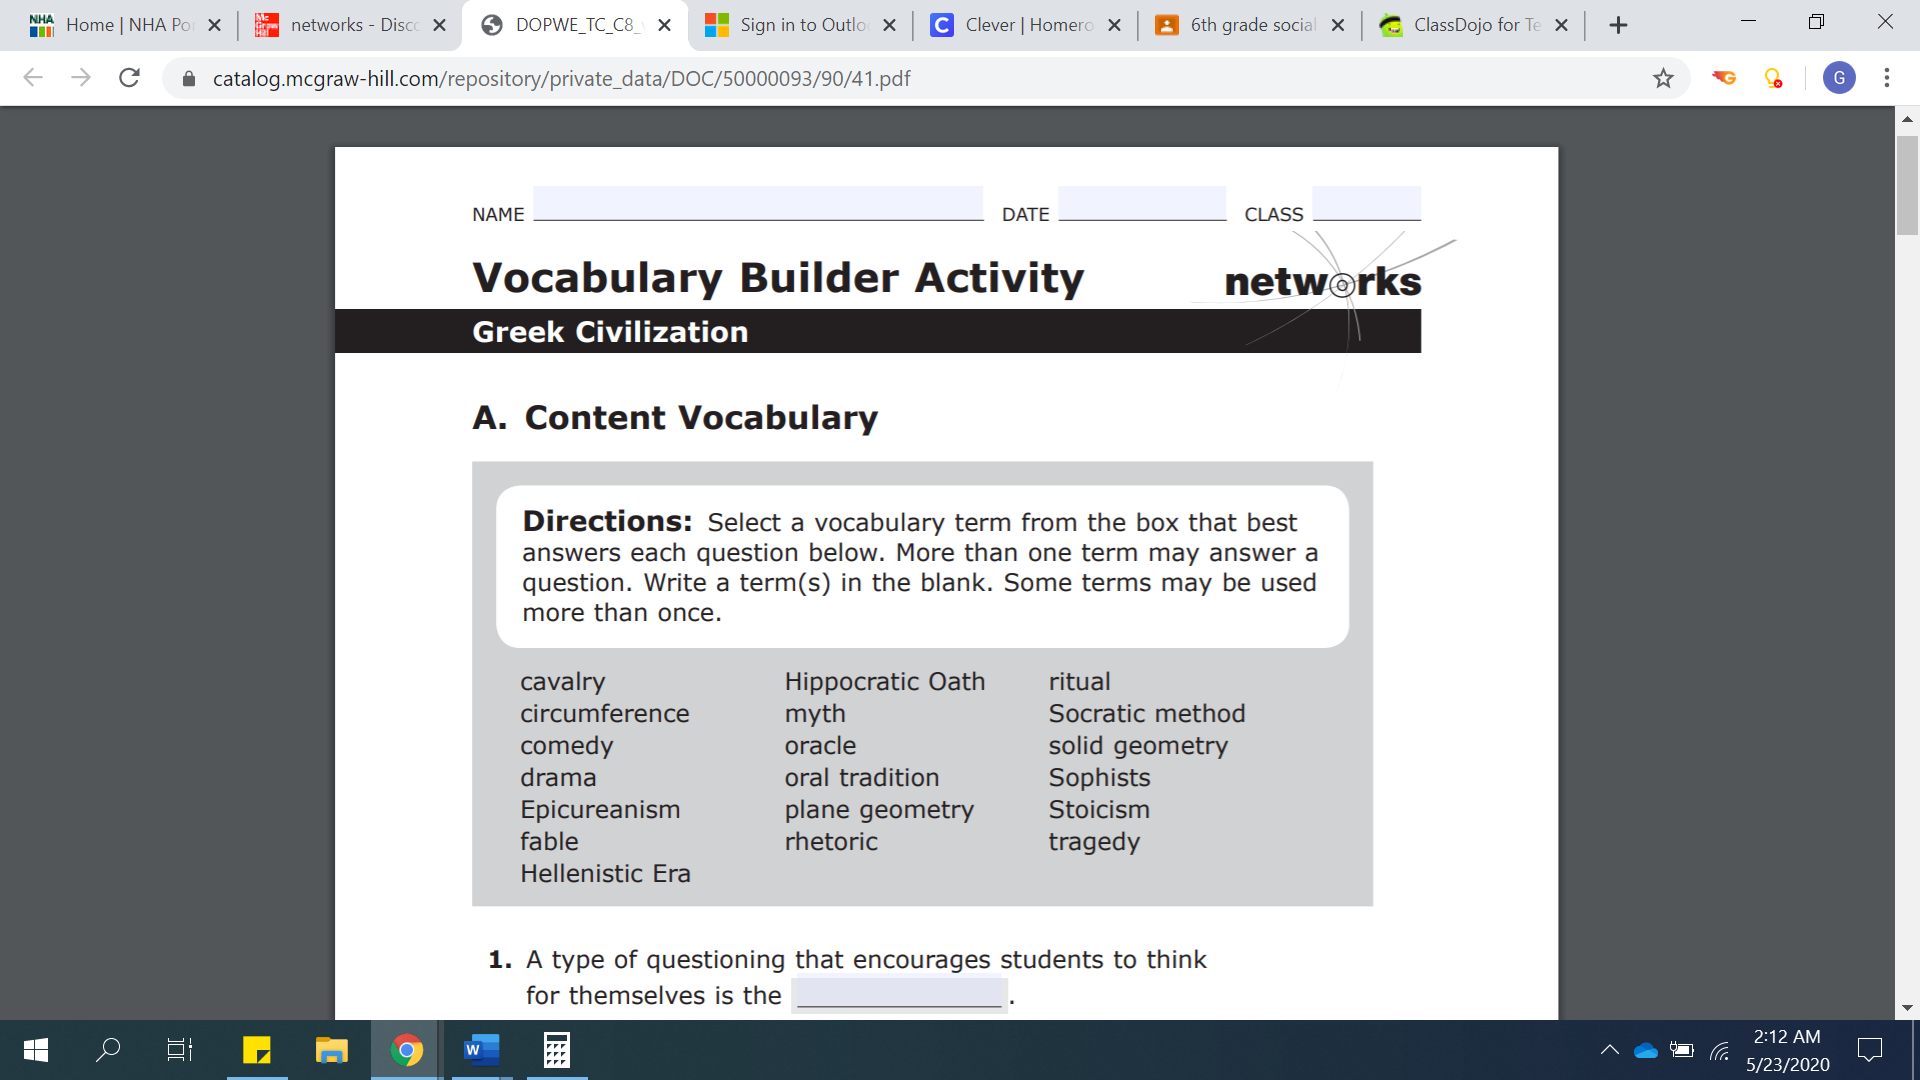 Home | NHA Po
networks - Disc
DOPWE_TC_C8_
Sign in to Outlo
Clever | Homero
6th grade social
ClassDojo for Te
catalog.mcgraw-hill.com/repository/private_data/DOC/50000093/90/41.pdf
G
NAME DATE CLASS
Vocabulary Builder Activity
networks
Greek Civilization
A. Content Vocabulary
Directions: Select a vocabulary term from the box that best
answers each question below. More than one term may answer a
question. Write a term(s) in the blank. Some terms may be used
more than once.
cavalry
circumference
comedy
drama
Epicureanism
fable
Hellenistic Era
Hippocratic Oath
myth
oracle
oral tradition
plane geometry
rhetoric
ritual
Socratic method
solid geometry
Sophists
Stoicism
tragedy
1. A type of questioning that encourages students to think
for themselves is the ____________.
2:12 AM
5/23/2020